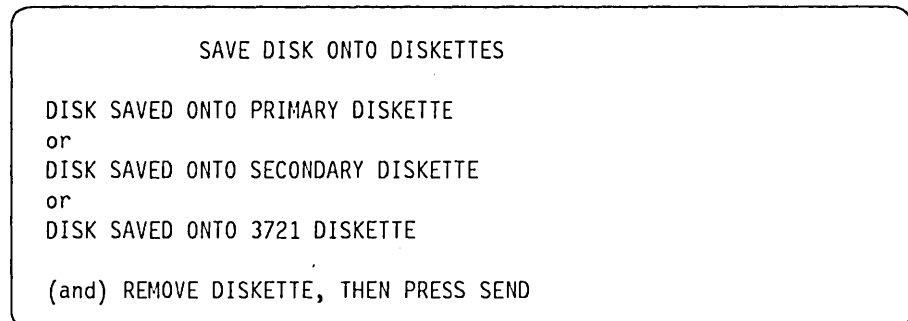 SAVE DISK ONTO DISKETTES
DISK SAVED ONTO PRIMARY DISKETTE
or
DISK SAVED ONTO SECONDARY DISKETTE
or
DISK SAVED ONTO 3721 DISKETTE
(and) REMOVE DISKETTE, THEN PRESS SEND